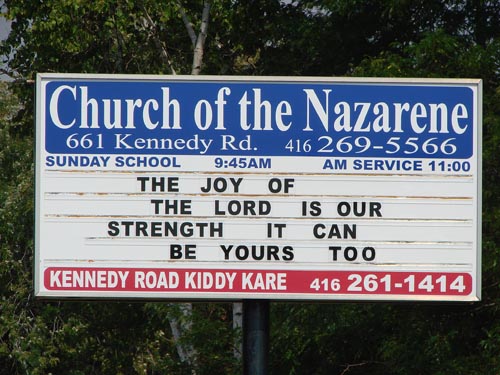 Church of the Nazarene
661 Kennedy Rd. 416 269-5566
SUNDAY SCHOOL 9:45AM AM SERVICE 11:00
THE JOY OF
THE LORD IS OUR
STRENGTH IT CAN
BE YOURS TOO
KENNEDY ROAD KIDDY KARE 416 261-1414